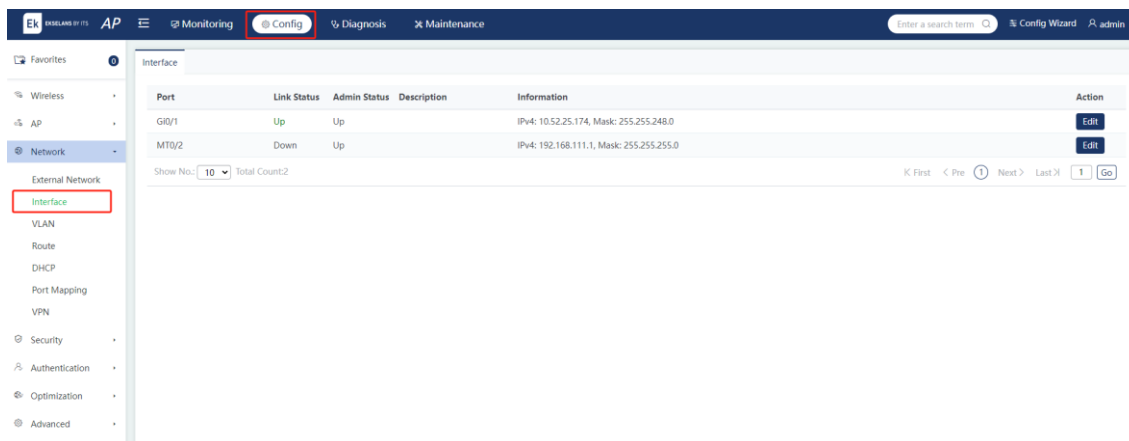 Ek EKSELANS BY ITS AP Monitoring Config Diagnosis Maintenance Enter a search term Config Wizard admin
Favorites 0
Interface
Wireless
AP
Network
External Network
Interface
VLAN
Route
DHCP
Port Mapping
VPN
Security
Authentication
Optimization
Advanced
Port Link Status Admin Status Description Information Action
GI0/1 Up Up IPv4: 10.52.25.174, Mask: 255.255.248.0 Edit
MT0/2 Down Up IPv4: 192.168.111.1, Mask: 255.255.255.0 Edit
Show No.: 10 Total Count:2 First Pre 1 Next Last 1 Go